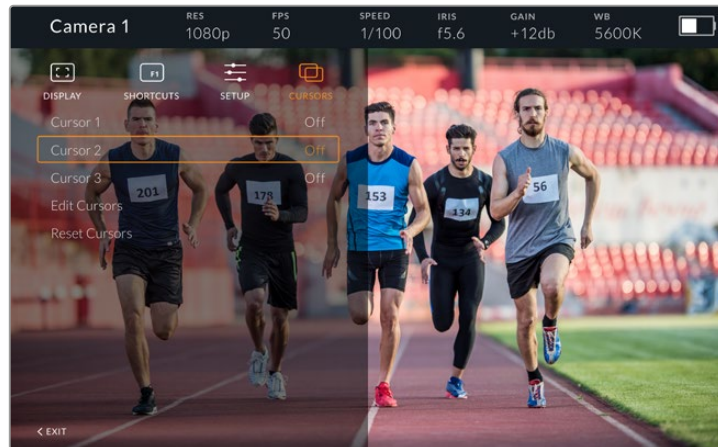 Camera 1
RES
1080p
FPS
50
SPEED
1/100
IRIS
f5.6
GAIN
+12db
WB
5600K
F1
DISPLAY SHORTCUTS SETUP CURSORS
Cursor 1 Off
Cursor 2 Off
Cursor 3 Off
Edit Cursors
Reset Cursors
201
178
153
134
56
< EXIT